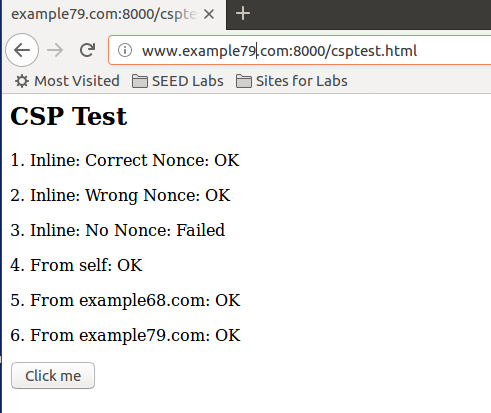 example79.com:8000/cspte
www.example79.com:8000/csptest.html
Most Visited SEED Labs Sites for Labs
CSP Test
1. Inline: Correct Nonce: OK
2. Inline: Wrong Nonce: OK
3. Inline: No Nonce: Failed
4. From self: OK
5. From example68.com: OK
6. From example79.com: OK
Click me